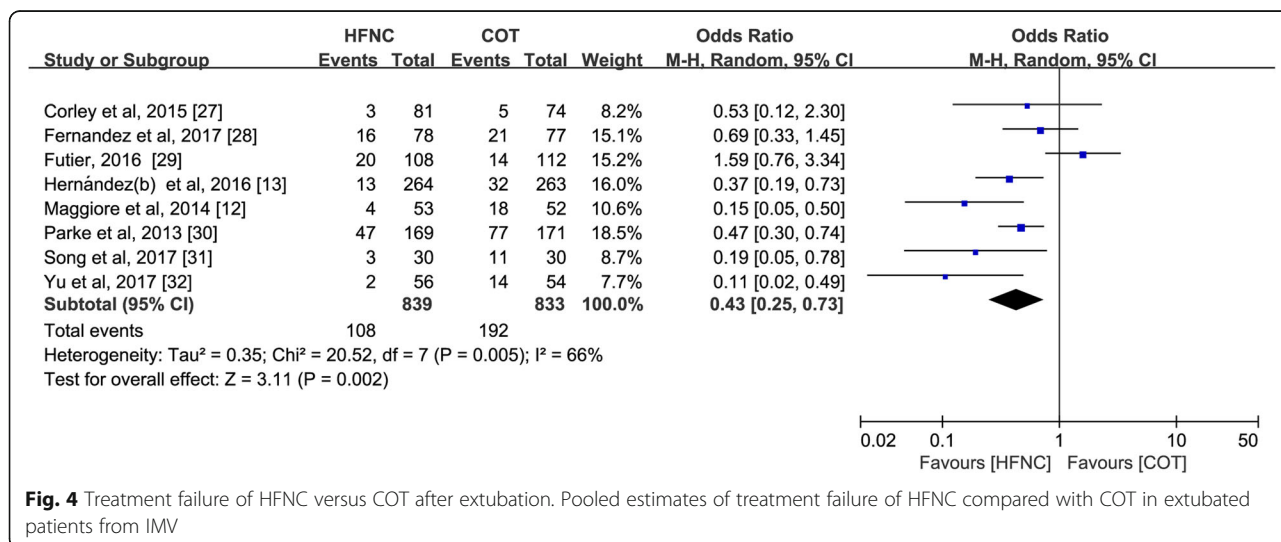 HFNC COT Odds Ratio Odds Ratio
Study or Subgroup Events Total Events Total Weight M-H, Random, 95% CI M-H, Random, 95% CI
Corley et al, 2015 [27] 3 81 5 74 8.2% 0.53 [0.12, 2.30]
Fernandez et al, 2017 [28] 16 78 21 77 15.1% 0.69 [0.33, 1.45]
Futier, 2016 [29] 20 108 14 112 15.2% 1.59 [0.76, 3.34]
Hernández(b) et al, 2016 [13] 13 264 32 263 16.0% 0.37 [0.19, 0.73]
Maggiore et al, 2014 [12] 4 53 18 52 10.6% 0.15 [0.05, 0.50]
Parke et al, 2013 [30] 47 169 77 171 18.5% 0.47 [0.30, 0.74]
Song et al, 2017 [31] 3 30 11 30 8.7% 0.19 [0.05, 0.78]
Yu et al, 2017 [32] 2 56 14 54 7.7% 0.11 [0.02, 0.49]
Subtotal (95% CI) 839 833 100.0% 0.43 [0.25, 0.73]
Total events 108 192
Heterogeneity: Tau² = 0.35; Chi² = 20.52, df = 7 (P = 0.005); I² = 66%
Test for overall effect: Z = 3.11 (P = 0.002)
0.02 0.1 1 10 50
Favours [HFNC] Favours [COT]
Fig. 4 Treatment failure of HFNC versus COT after extubation. Pooled estimates of treatment failure of HFNC compared with COT in extubated
patients from IMV